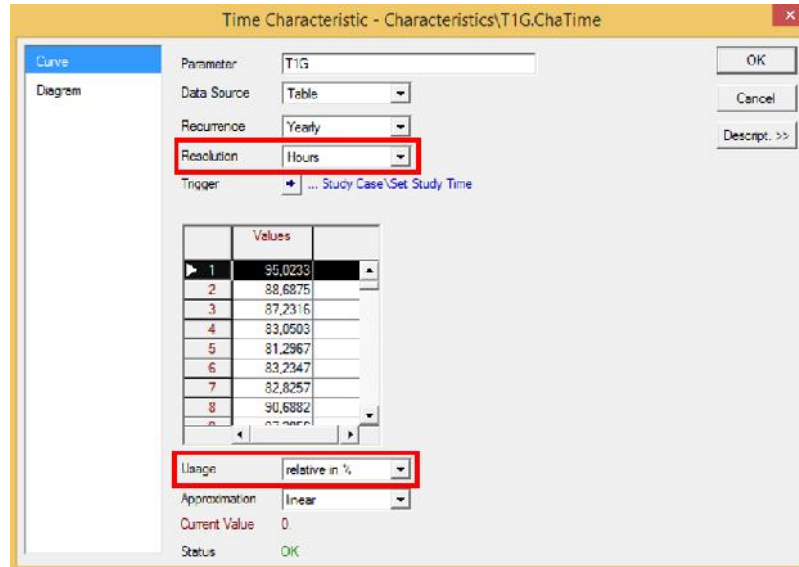 Time Characteristic - Characteristics\T1G.ChaTime
x
Curve
Diagram
Parameter T1G
Data Source Table
Recurrence Yearly
Resolution Hours
Trigger ... Study Case\Set Study Time
OK
Cancel
Descript. >>
Values
1 95,0233
2 88,6875
3 87,2316
4 83,0503
5 81,2967
6 83,2347
7 82,8257
8 90,6882
Usage relative in %
Approximation linear
Current Value 0.
Status OK